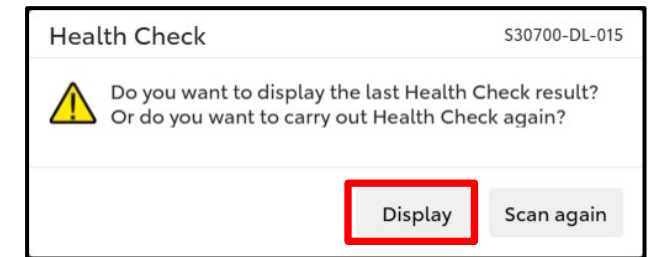 Health Check
S30700-DL-015
Do you want to display the last Health Check result?
Or do you want to carry out Health Check again?
Display
Scan again